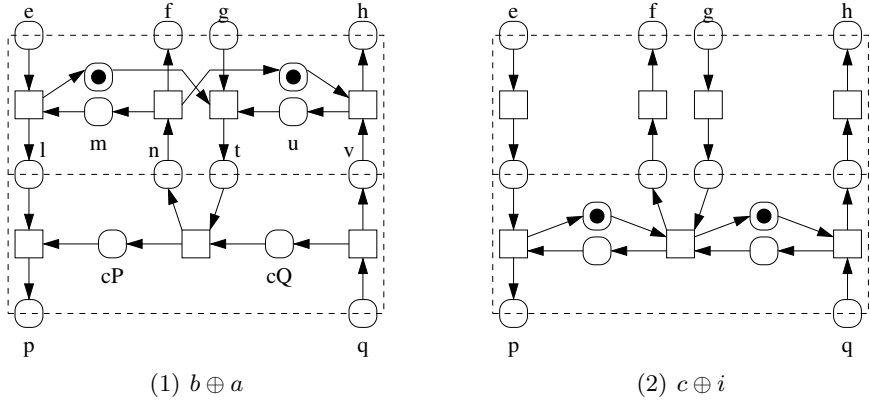 e f g h e f g h
m u
l n t v
cP cQ
p q p q
(1) b ⊕ a (2) c ⊕ i